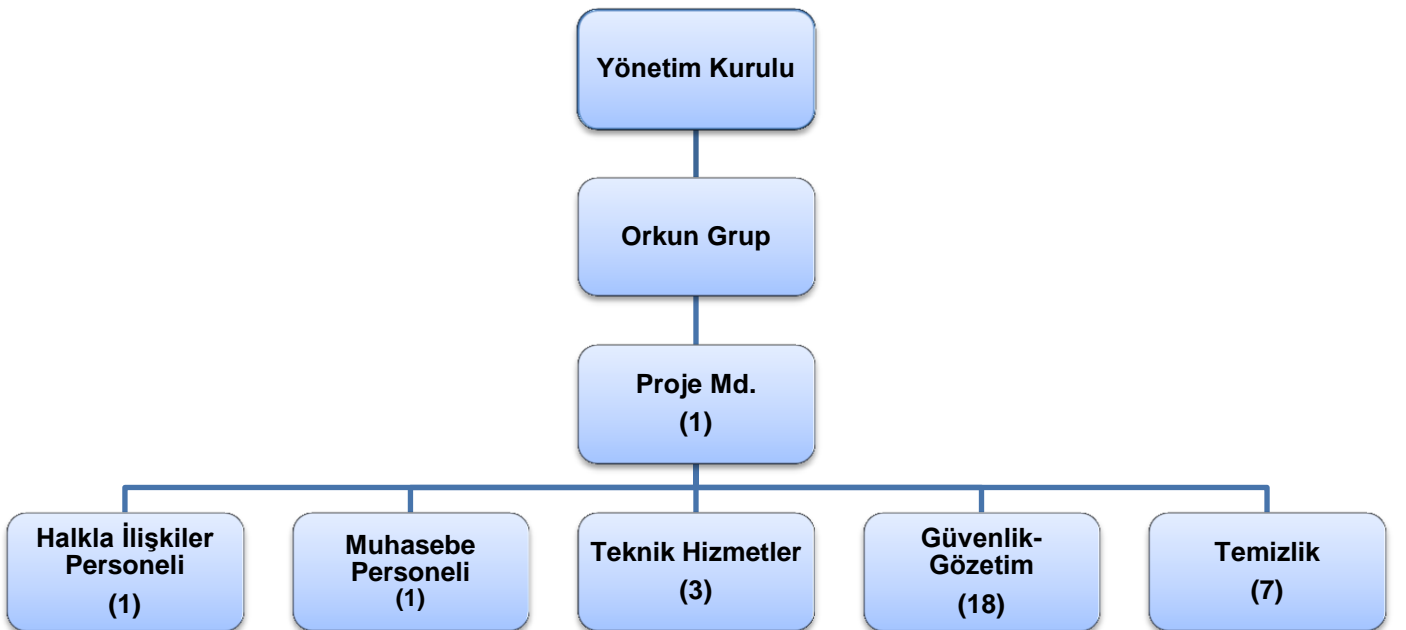 Yönetim Kurulu
Orkun Grup
Proje Md.
(1)
Halkla İlişkiler
Personeli
(1)
Muhasebe
Personeli
(1)
Teknik Hizmetler
(3)
Güvenlik-
Gözetim
(18)
Temizlik
(7)